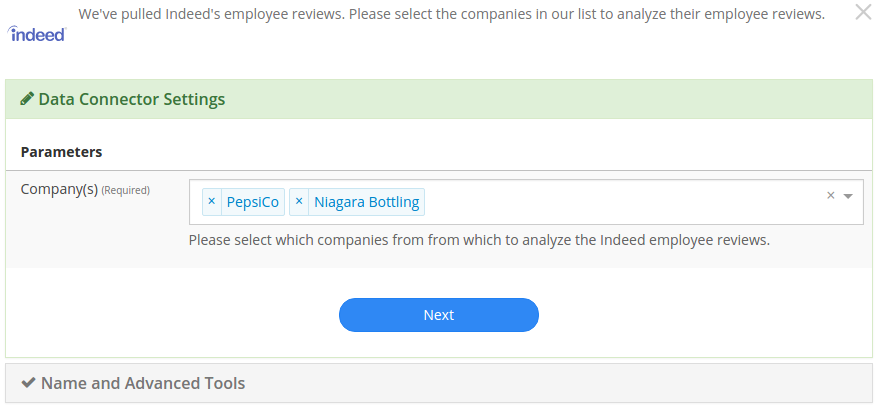 We've pulled Indeed's employee reviews. Please select the companies in our list to analyze their employee reviews.
indeed
Data Connector Settings
Parameters
Company(s) (Required)
× PepsiCo × Niagara Bottling
Please select which companies from from which to analyze the Indeed employee reviews.
Next
Name and Advanced Tools